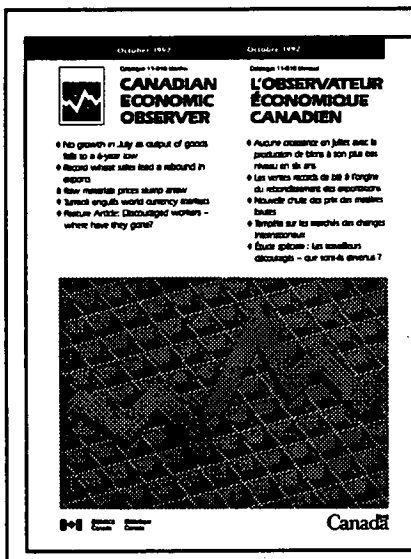 October 1992
Catalogue 11-010 Monthly
CANADIAN
ECONOMIC
OBSERVER
No growth in July as output of goods
falls to a 6-year low
Record wheat sales lead a rebound in
exports
Raw materials prices slump anew
Turmoil engulfs world currency markets
Feature Article: Discouraged workers –
where have they gone?
Octobre 1992
Catalogue 11-010 Mensuel
L'OBSERVATEUR
ÉCONOMIQUE
CANADIEN
Aucune croissance en juillet avec la
production de biens à son plus bas
niveau en six ans
Les ventes records de blé à l'origine
du rebondissement des exportations
Nouvelle chute des prix des matières
brutes
Tempête sur les marchés des changes
internationaux
Étude spéciale : Les travailleurs
découragés – que sont-ils devenus ?
Statistics Statistique
Canada Canada
Canada